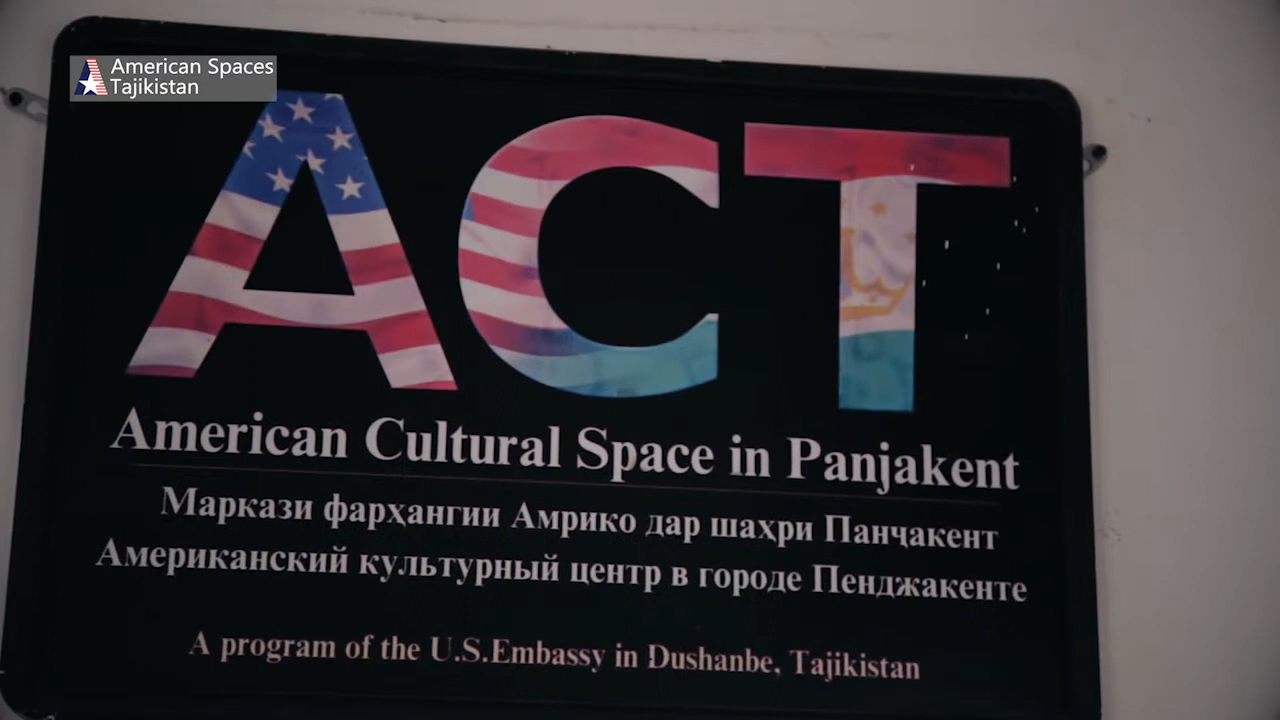 American Spaces
Tajikistan
ACT
American Cultural Space in Panjakent
Маркази фарҳангии Амрико дар шаҳри Панҷакент
Американский культурный центр в городе Пенджакенте
A program of the U.S.Embassy in Dushanbe, Tajikistan